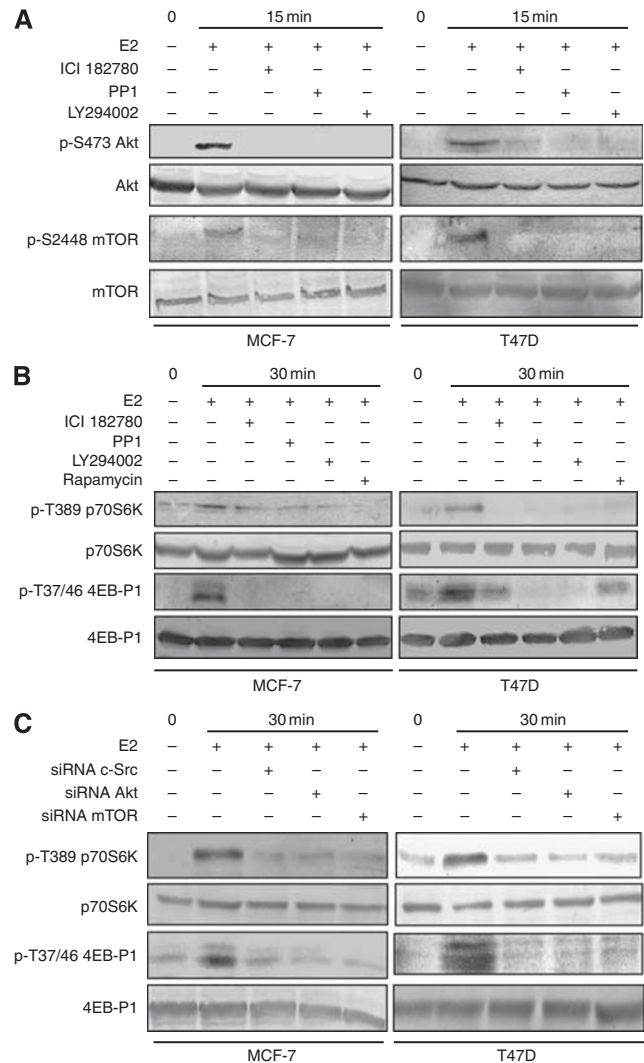 A
0 15 min 0 15 min
E2 – + + + + – + + + +
ICI 182780 – – + – – – – + – –
PP1 – – – + – – – – + –
LY294002 – – – – + – – – – +
p-S473 Akt
Akt
p-S2448 mTOR
mTOR
MCF-7 T47D
B
0 30 min 0 30 min
E2 – + + + + + – + + + + +
ICI 182780 – – + – – – – – + – – –
PP1 – – – + – – – – – + – –
LY294002 – – – – + – – – – – + –
Rapamycin – – – – – + – – – – – +
p-T389 p70S6K
p70S6K
p-T37/46 4EB-P1
4EB-P1
MCF-7 T47D
C
0 30 min 0 30 min
E2 – + + + + – + + + +
siRNA c-Src – – + – – – – + – –
siRNA Akt – – – + – – – – + –
siRNA mTOR – – – – + – – – – +
p-T389 p70S6K
p70S6K
p-T37/46 4EB-P1
4EB-P1
MCF-7 T47D